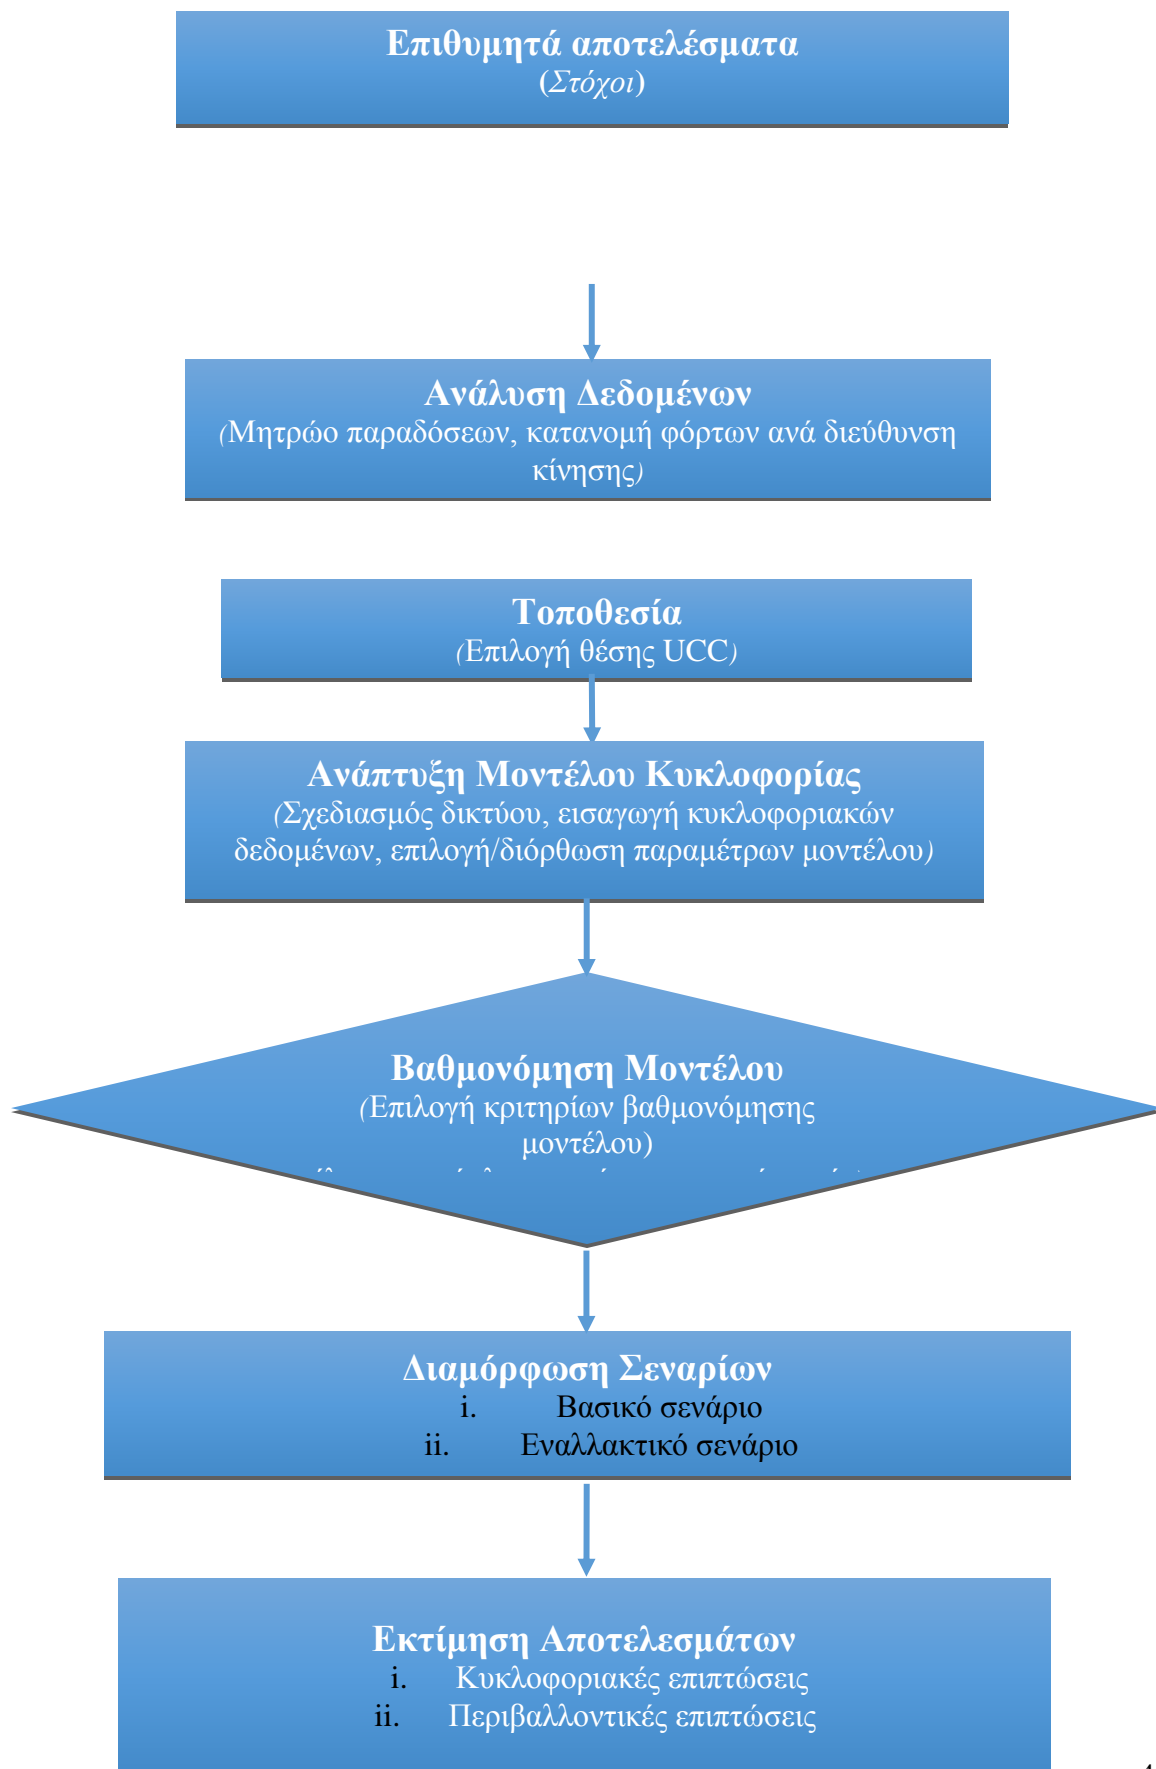 Επιθυμητά αποτελέσματα
(Στόχοι)
Ανάλυση Δεδομένων
(Μητρώο παραδόσεων, κατανομή φόρτων ανά διεύθυνση
κίνησης)
Τοποθεσία
(Επιλογή θέσης UCC)
Ανάπτυξη Μοντέλου Κυκλοφορίας
(Σχεδιασμός δικτύου, εισαγωγή κυκλοφοριακών
δεδομένων, επιλογή/διόρθωση παραμέτρων μοντέλου)
Βαθμονόμηση Μοντέλου
(Επιλογή κριτηρίων βαθμονόμησης
μοντέλου)
Διαμόρφωση Σεναρίων
i. Βασικό σενάριο
ii. Εναλλακτικό σενάριο
Εκτίμηση Αποτελεσμάτων
i. Κυκλοφοριακές επιπτώσεις
ii. Περιβαλλοντικές επιπτώσεις